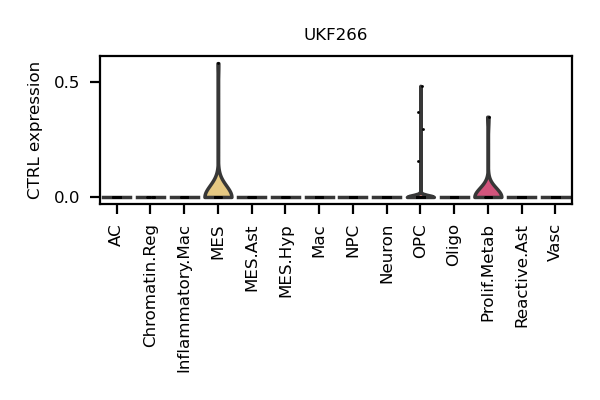 UKF266
CTRL expression
0.5
0.0
AC
Chromatin.Reg
Inflammatory.Mac
MES
MES.Ast
MES.Hyp
Mac
NPC
Neuron
OPC
Oligo
Prolif.Metab
Reactive.Ast
Vasc